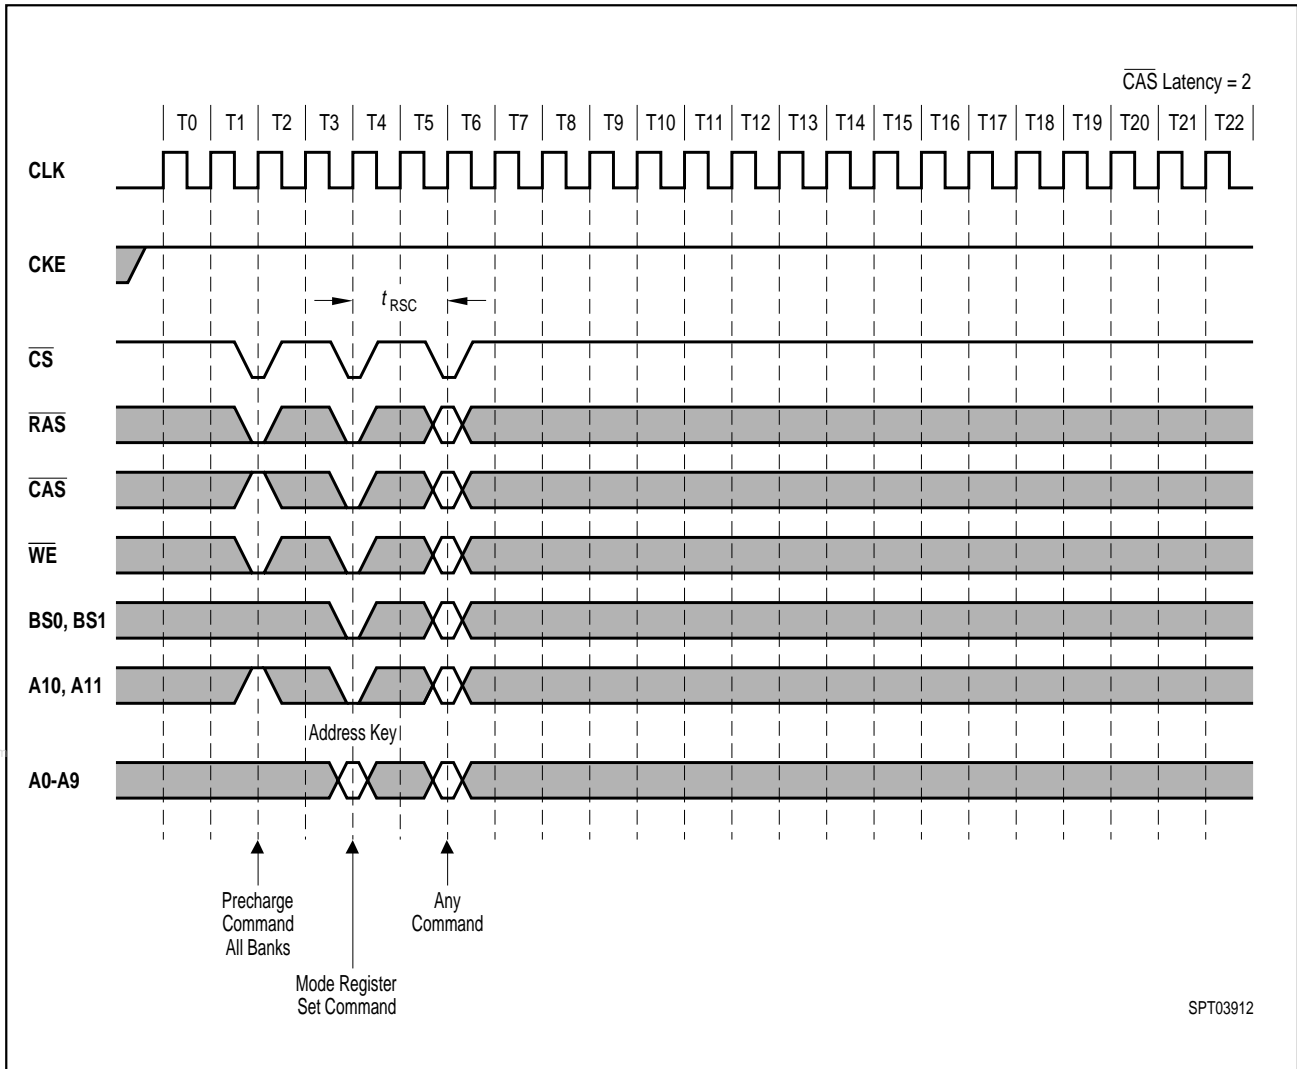 CAS Latency = 2
T0 T1 T2 T3 T4 T5 T6 T7 T8 T9 T10 T11 T12 T13 T14 T15 T16 T17 T18 T19 T20 T21 T22
CLK
CKE
t RSC
CS
RAS
CAS
WE
BS0, BS1
A10, A11
Address Key
A0-A9
Precharge
Command
All Banks
Any
Command
Mode Register
Set Command
SPT03912